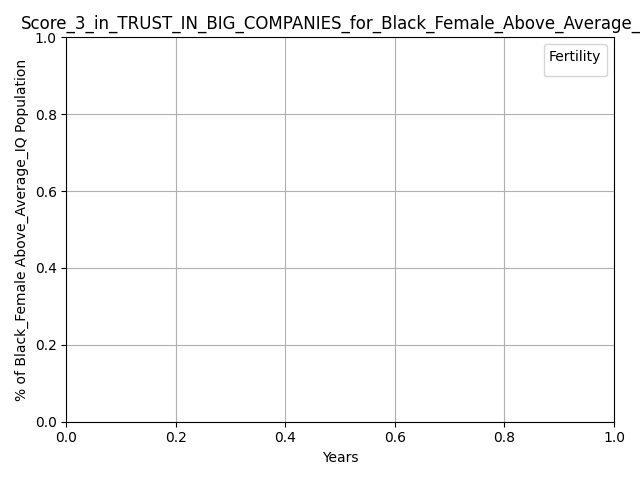 Score_3_in_TRUST_IN_BIG_COMPANIES_for_Black_Female_Above_Average_
Fertility
% of Black_Female Above_Average_IQ Population
1.0
0.8
0.6
0.4
0.2
0.0
0.0 0.2 0.4 0.6 0.8 1.0
Years